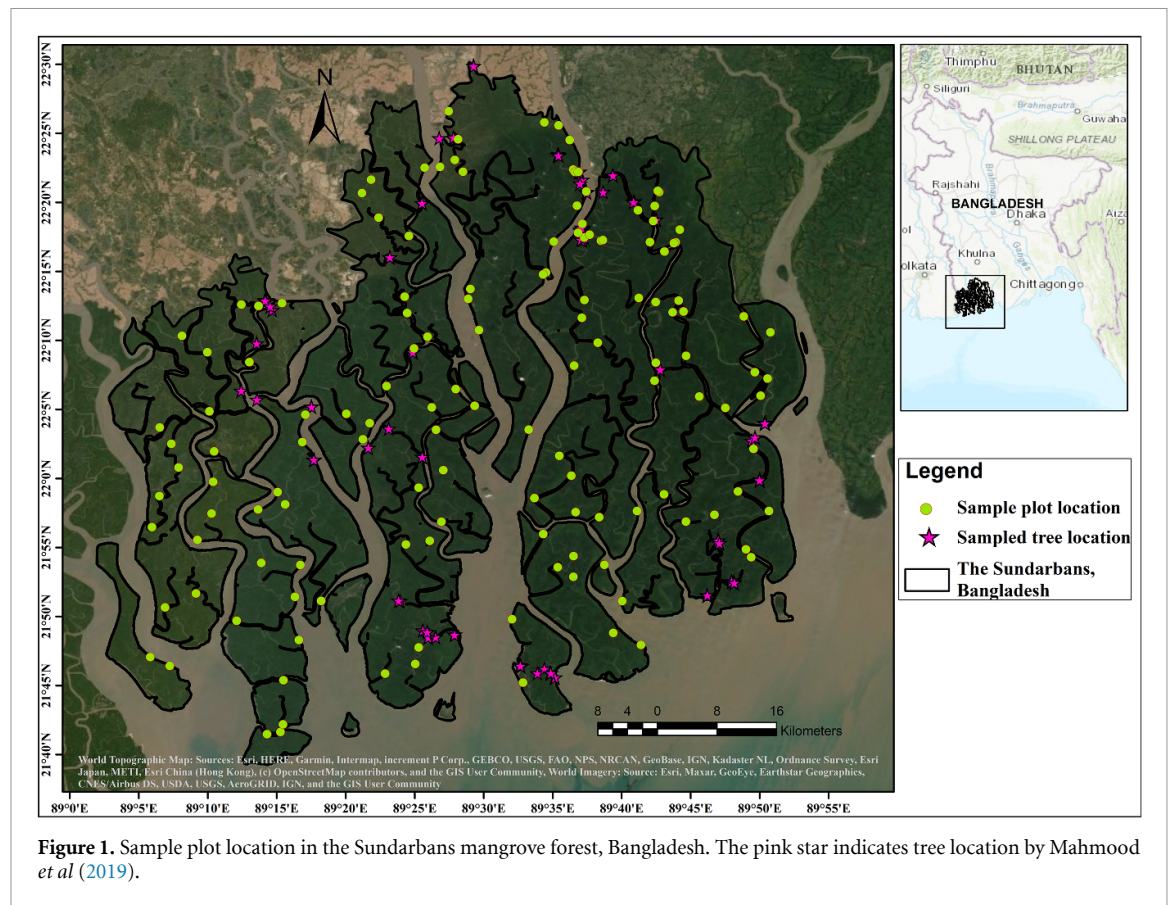 N
22°30'N
22°25'N
22°20'N
22°15'N
22°10'N
22°5'N
22°0'N
21°55'N
21°50'N
21°45'N
21°40'N
89°0'E 89°5'E 89°10'E 89°15'E 89°20'E 89°25'E 89°30'E 89°35'E 89°40'E 89°45'E 89°50'E 89°55'E
8 4 0 8 16
Kilometers
World Topographic Map: Sources: Esri, HERE, Garmin, Intermap, increment P Corp., GEBCO, USGS, FAO, NPS, NRCAN, GeoBase, IGN, Kadaster NL, Ordnance Survey, Esri
Japan, METI, Esri China (Hong Kong), (c) OpenStreetMap contributors, and the GIS User Community, World Imagery: Source: Esri, Maxar, GeoEye, Earthstar Geographics,
CNES/Airbus DS, USDA, USGS, AeroGRID, IGN, and the GIS User Community
Thimphu
BHUTAN
Siliguri
Brahmaputra
Guwaha
SHILLONG PLATEAU
Rajshahi
Brahmaputra
BANGLADESH
Dhaka
Aiza
ol
Khulna
Ganges
olkata
Chittagong
Legend
Sample plot location
Sampled tree location
The Sundarbans,
Bangladesh
Figure 1. Sample plot location in the Sundarbans mangrove forest, Bangladesh. The pink star indicates tree location by Mahmood
et al (2019).